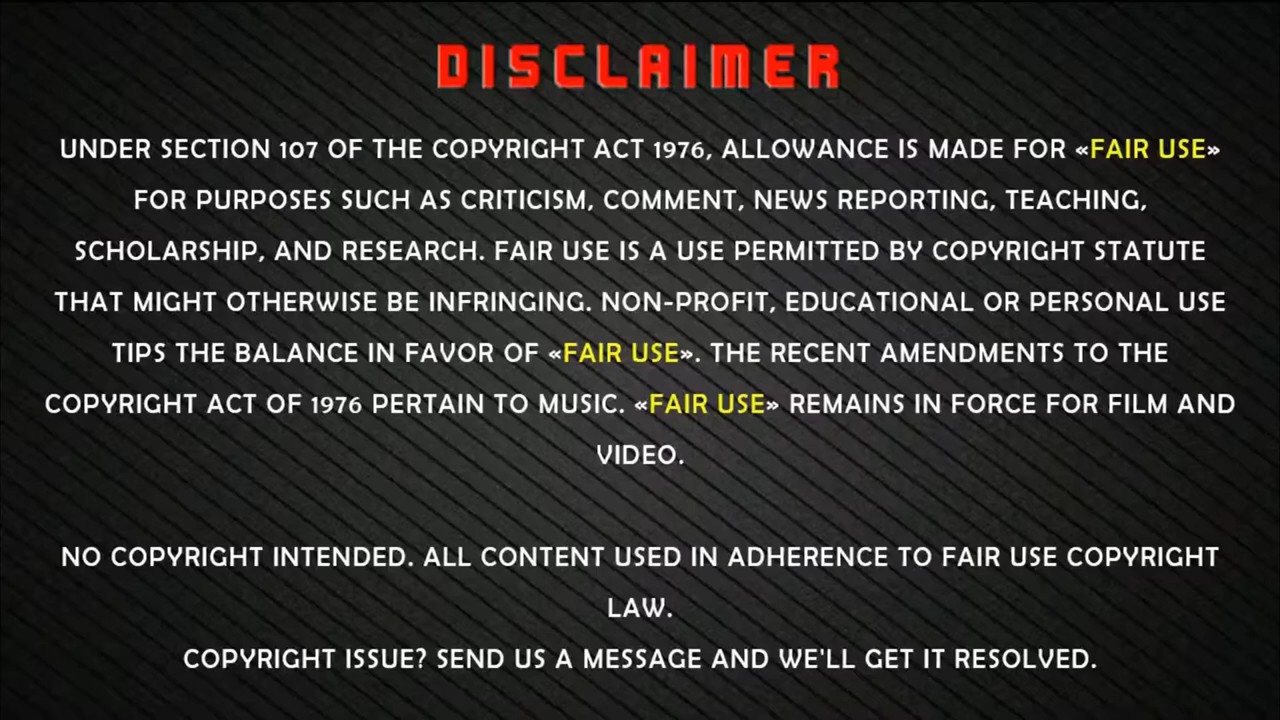 DISCLAIMER
UNDER SECTION 107 OF THE COPYRIGHT ACT 1976, ALLOWANCE IS MADE FOR «FAIR USE»
FOR PURPOSES SUCH AS CRITICISM, COMMENT, NEWS REPORTING, TEACHING,
SCHOLARSHIP, AND RESEARCH. FAIR USE IS A USE PERMITTED BY COPYRIGHT STATUTE
THAT MIGHT OTHERWISE BE INFRINGING. NON-PROFIT, EDUCATIONAL OR PERSONAL USE
TIPS THE BALANCE IN FAVOR OF «FAIR USE». THE RECENT AMENDMENTS TO THE
COPYRIGHT ACT OF 1976 PERTAIN TO MUSIC. «FAIR USE» REMAINS IN FORCE FOR FILM AND
VIDEO.
NO COPYRIGHT INTENDED. ALL CONTENT USED IN ADHERENCE TO FAIR USE COPYRIGHT
LAW.
COPYRIGHT ISSUE? SEND US A MESSAGE AND WE'LL GET IT RESOLVED.